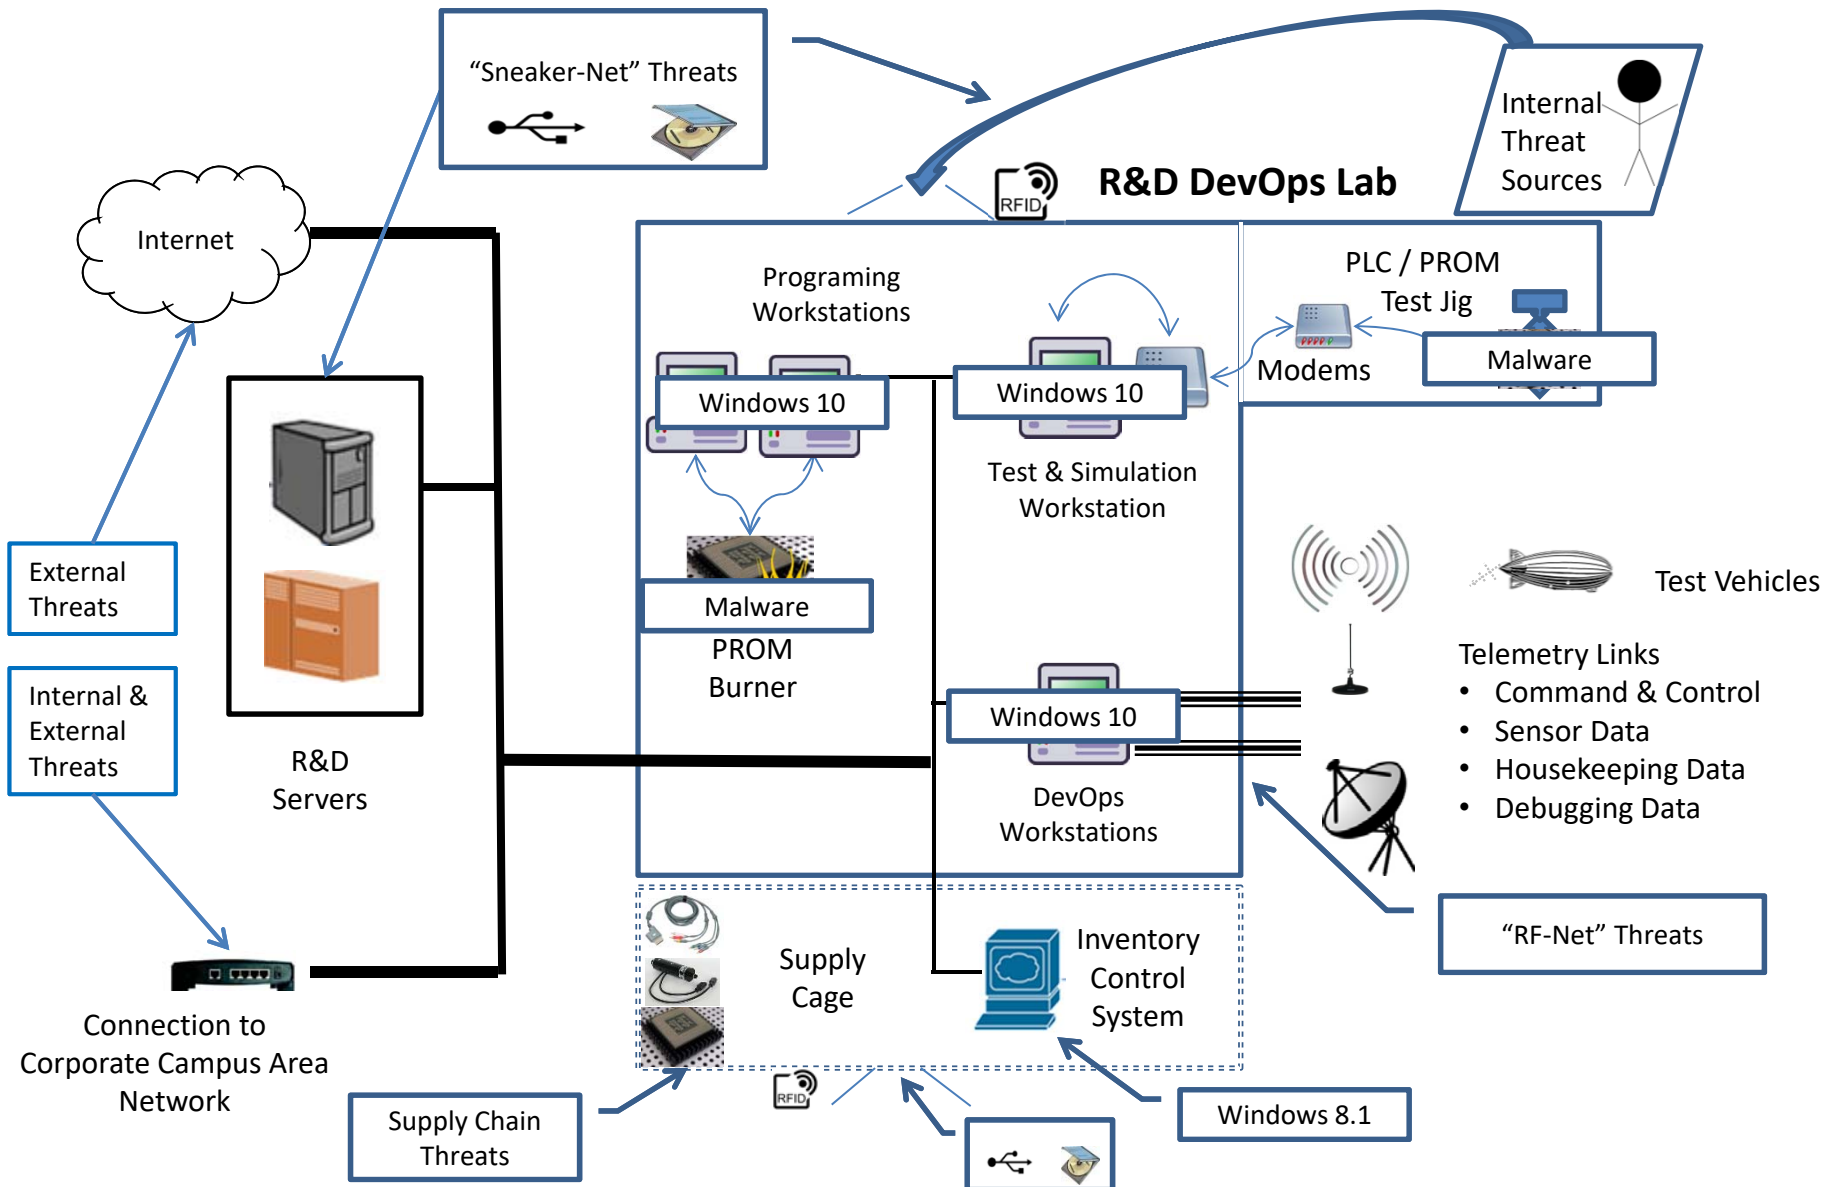 “Sneaker-Net” Threats
Internal
Threat
Sources
RFID
R&D DevOps Lab
Internet
Programing
Workstations
PLC / PROM
Test Jig
Windows 10
Windows 10
Modems
Malware
Test & Simulation
Workstation
External
Threats
Malware
PROM
Burner
Test Vehicles
Telemetry Links
• Command & Control
• Sensor Data
• Housekeeping Data
• Debugging Data
Internal &
External
Threats
R&D
Servers
Windows 10
DevOps
Workstations
“RF-Net” Threats
Supply
Cage
Inventory
Control
System
Connection to
Corporate Campus Area
Network
RFID
Supply Chain
Threats
Windows 8.1